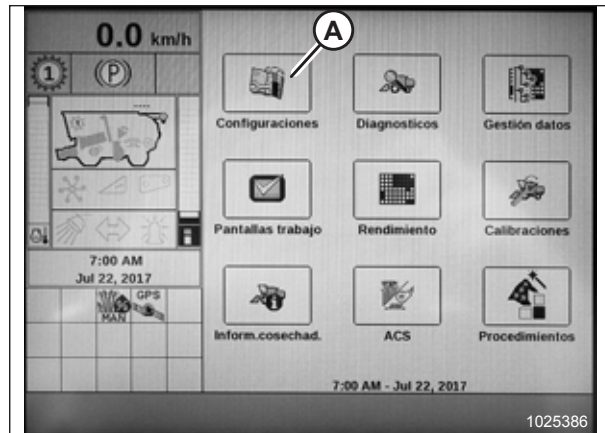 A
0.0 km/h
1
(P)
Configuraciones
Diagnosticos
Gestión datos
Pantallas trabajo
Rendimiento
Calibraciones
7:00 AM
Jul 22, 2017
GPS
MAN
Inform.cosechad.
ACS
Procedimientos
7:00 AM - Jul 22, 2017
1025386